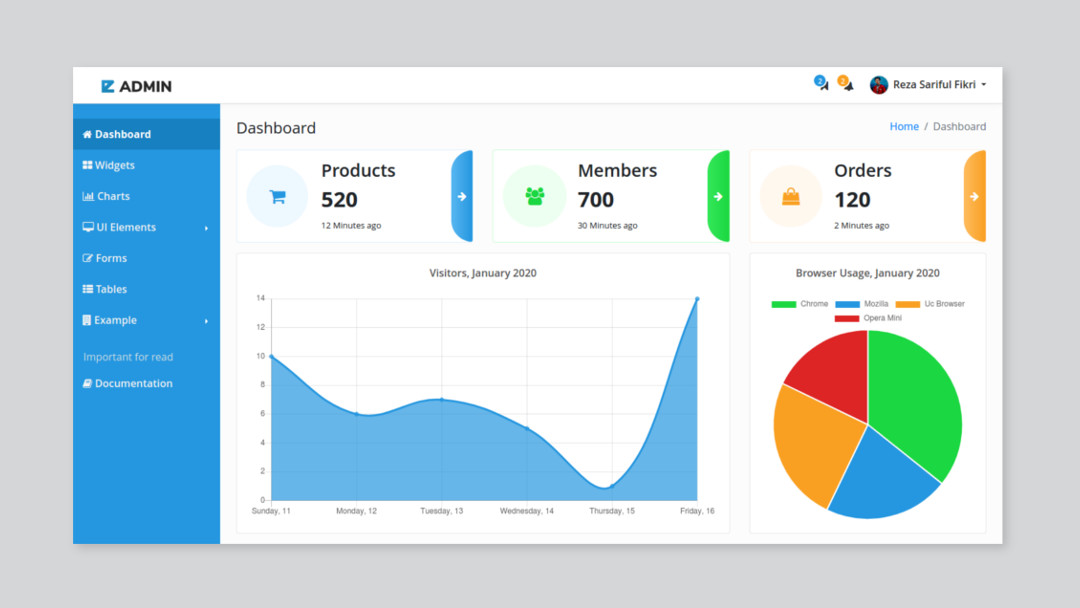 ADMIN
2
2
Reza Sariful Fikri
Dashboard
Widgets
Charts
UI Elements
Forms
Tables
Example
Important for read
Documentation
Dashboard
Home / Dashboard
Products
520
12 Minutes ago
Members
700
30 Minutes ago
Orders
120
2 Minutes ago
Visitors, January 2020
14
12
10
8
6
4
2
0
Sunday, 11
Monday, 12
Tuesday, 13
Wednesday, 14
Thursday, 15
Friday, 16
Browser Usage, January 2020
Chrome
Mozilla
Uc Browser
Opera Mini